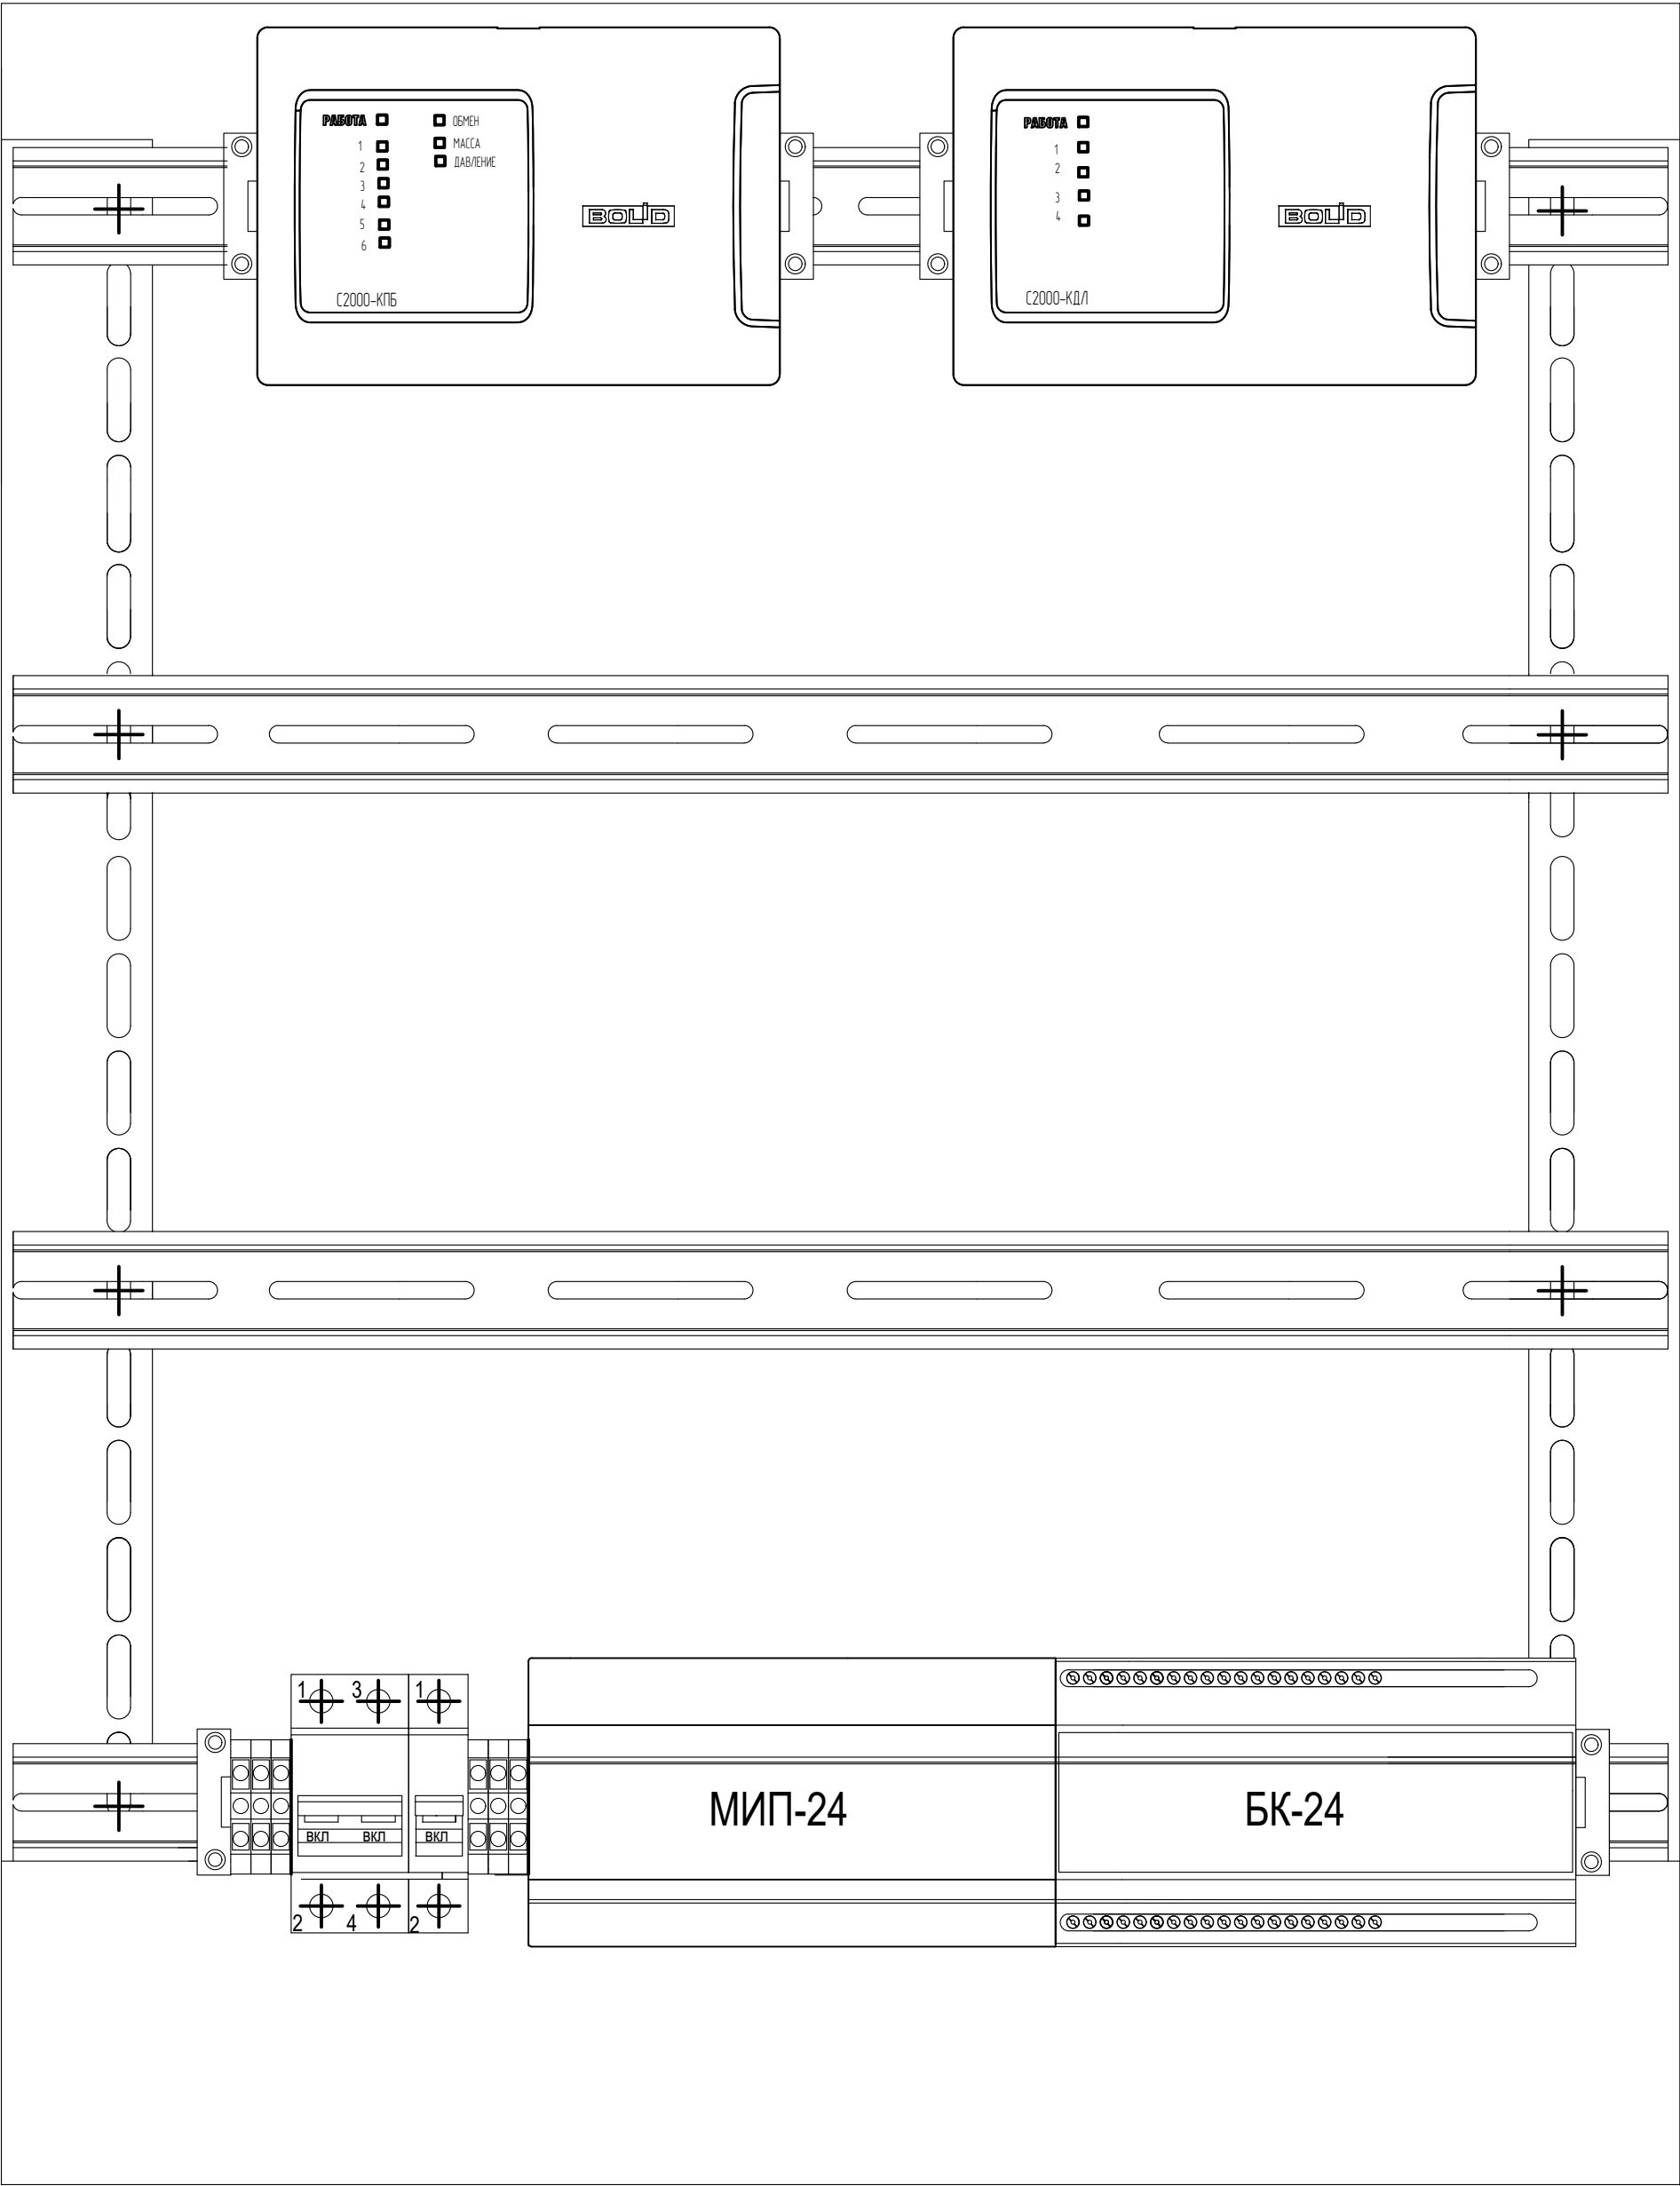 РАБОТА ОБМЕН
1 МАССА
2 ДАВЛЕНИЕ
3
4
5
6
С2000-КПБ
BOLID
РАБОТА
1
2
3
4
С2000-КДЛ
BOLID
1 3 1
ВКЛ ВКЛ ВКЛ
2 4 2
МИП-24
БК-24